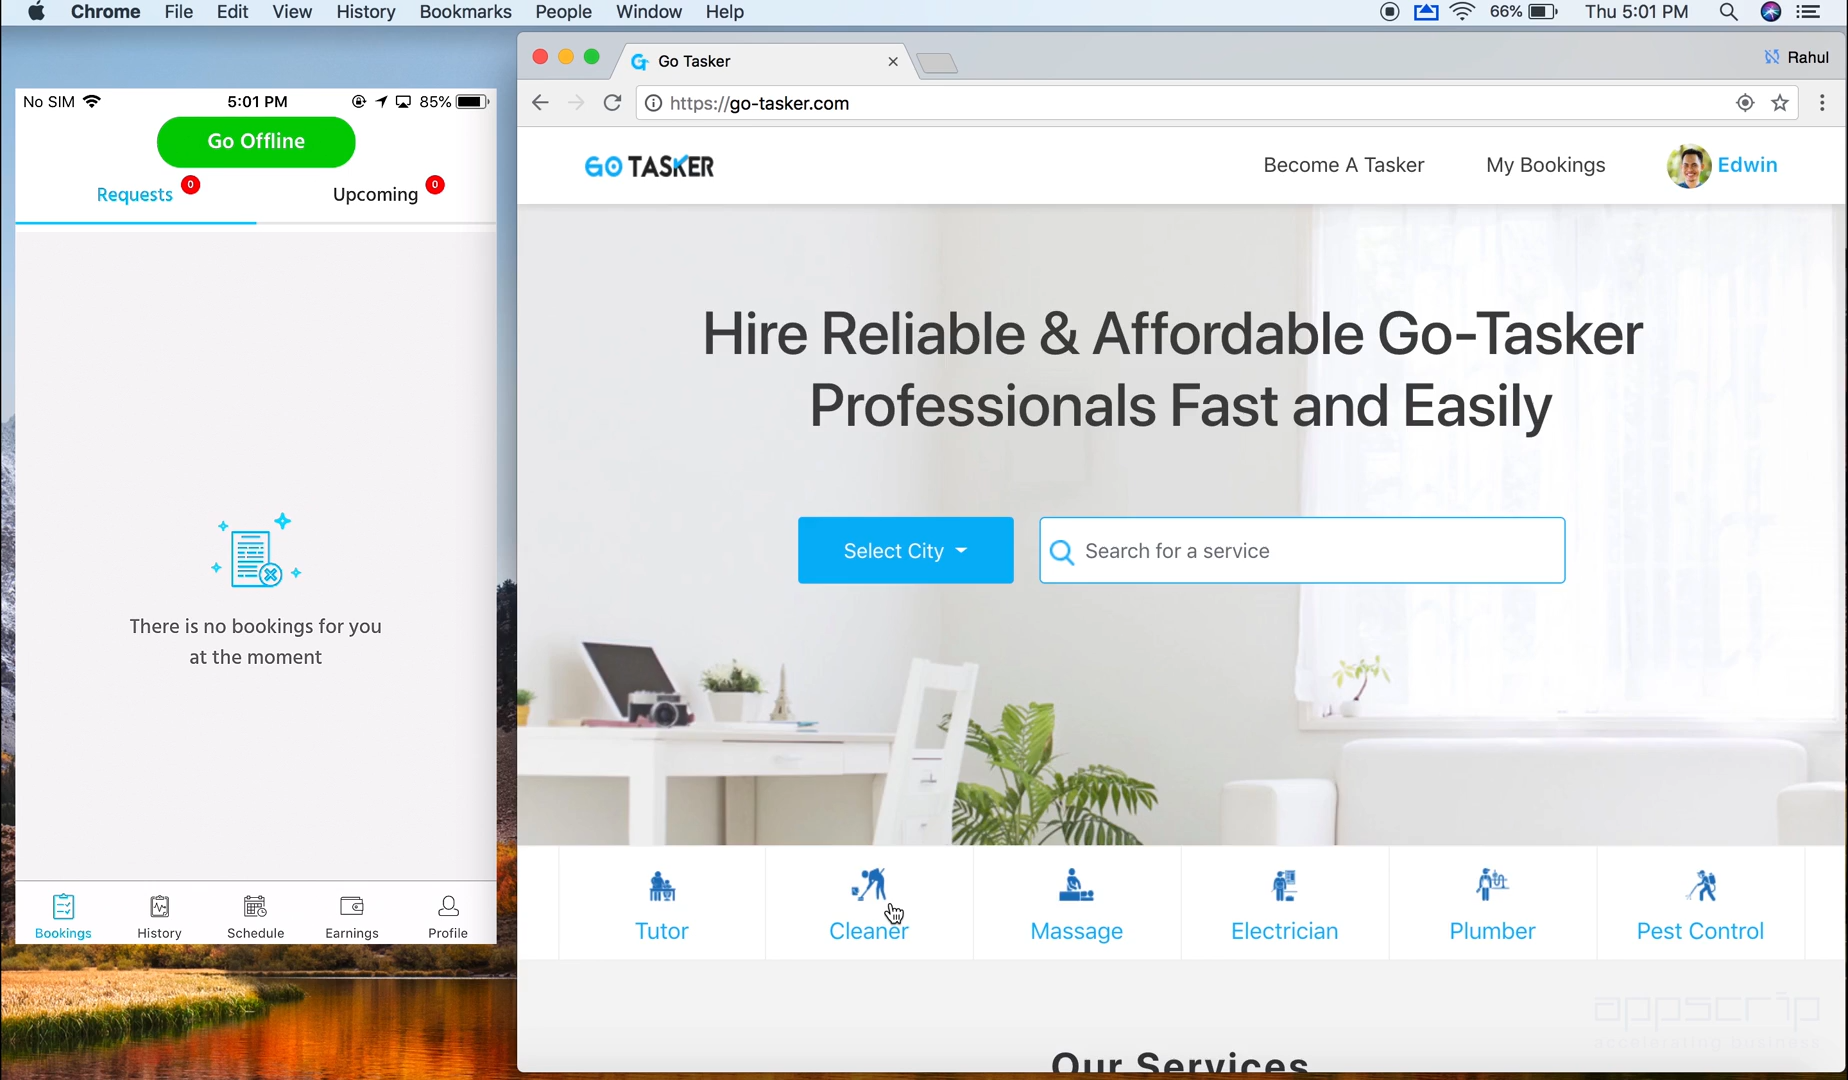 Chrome File Edit View History Bookmarks People Window Help 66% Thu 5:01 PM
No SIM 5:01 PM 85%
Go Offline
Requests 0 Upcoming 0
There is no bookings for you
at the moment
Bookings History Schedule Earnings Profile
Go Tasker
Rahul
https://go-tasker.com
GO TASKER
Become A Tasker My Bookings Edwin
Hire Reliable & Affordable Go-Tasker
Professionals Fast and Easily
Select City Search for a service
Tutor Cleaner Massage Electrician Plumber Pest Control
appscrip
accelerating business
Our Services